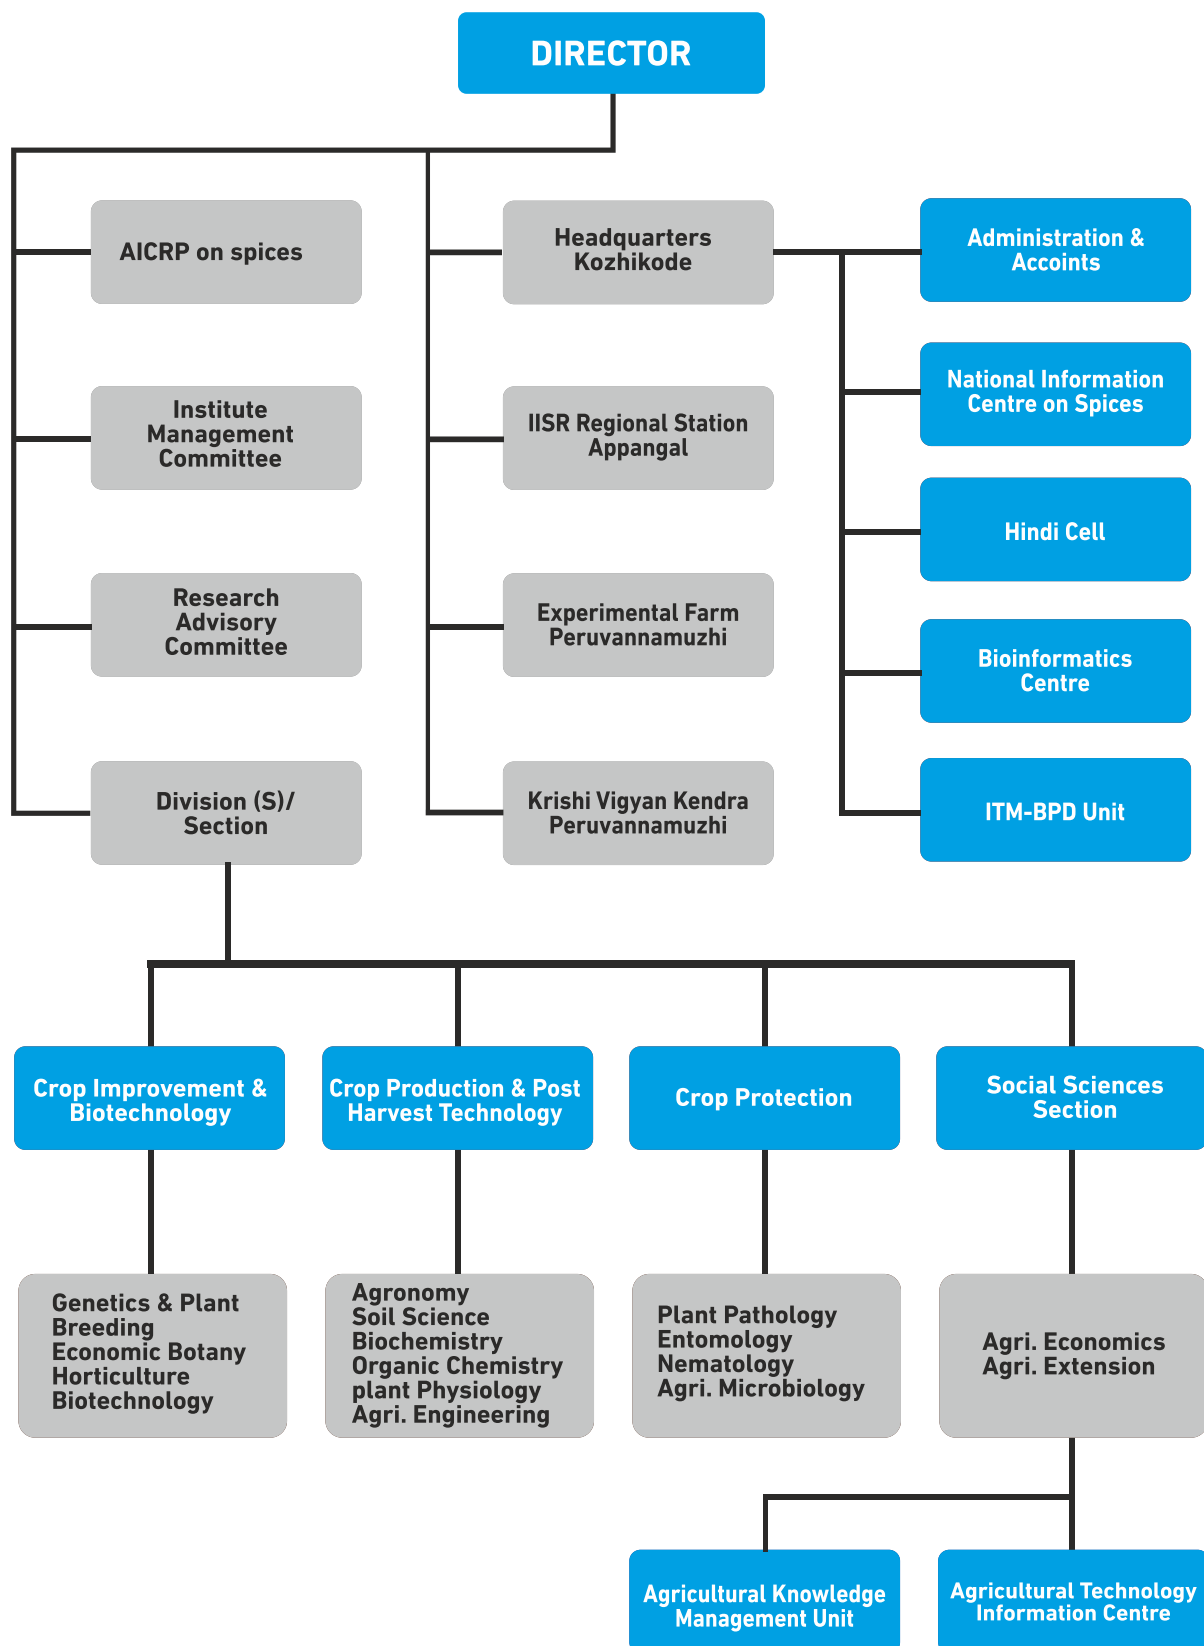 DIRECTOR
AICRP on spices
Headquarters
Kozhikode
Administration &
Accoints
Institute
Management
Committee
IISR Regional Station
Appangal
National Information
Centre on Spices
Hindi Cell
Research
Advisory
Committee
Experimental Farm
Peruvannamuzhi
Bioinformatics
Centre
Division (S)/
Section
Krishi Vigyan Kendra
Peruvannamuzhi
ITM-BPD Unit
Crop Improvement &
Biotechnology
Crop Production & Post
Harvest Technology
Crop Protection
Social Sciences
Section
Genetics & Plant
Breeding
Economic Botany
Horticulture
Biotechnology
Agronomy
Soil Science
Biochemistry
Organic Chemistry
plant Physiology
Agri. Engineering
Plant Pathology
Entomology
Nematology
Agri. Microbiology
Agri. Economics
Agri. Extension
Agricultural Knowledge
Management Unit
Agricultural Technology
Information Centre